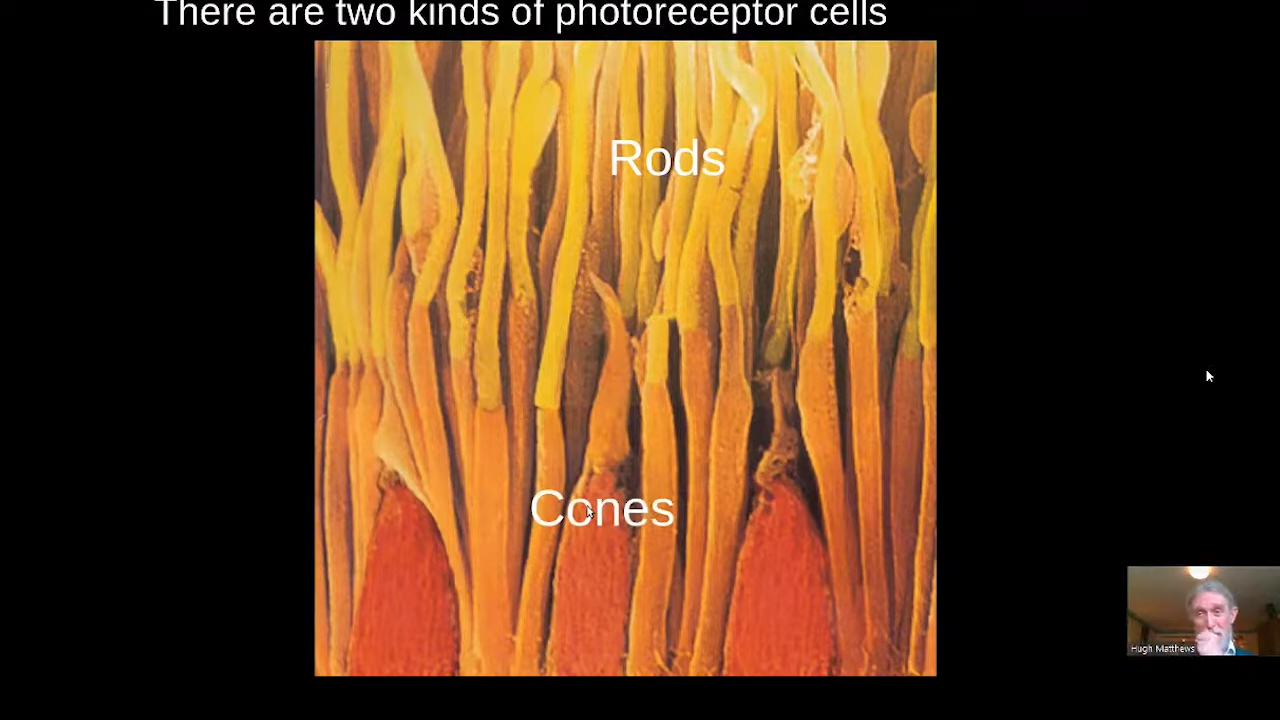 There are two kinds of photoreceptor cells
Rods
Cones
Hugh Matthews